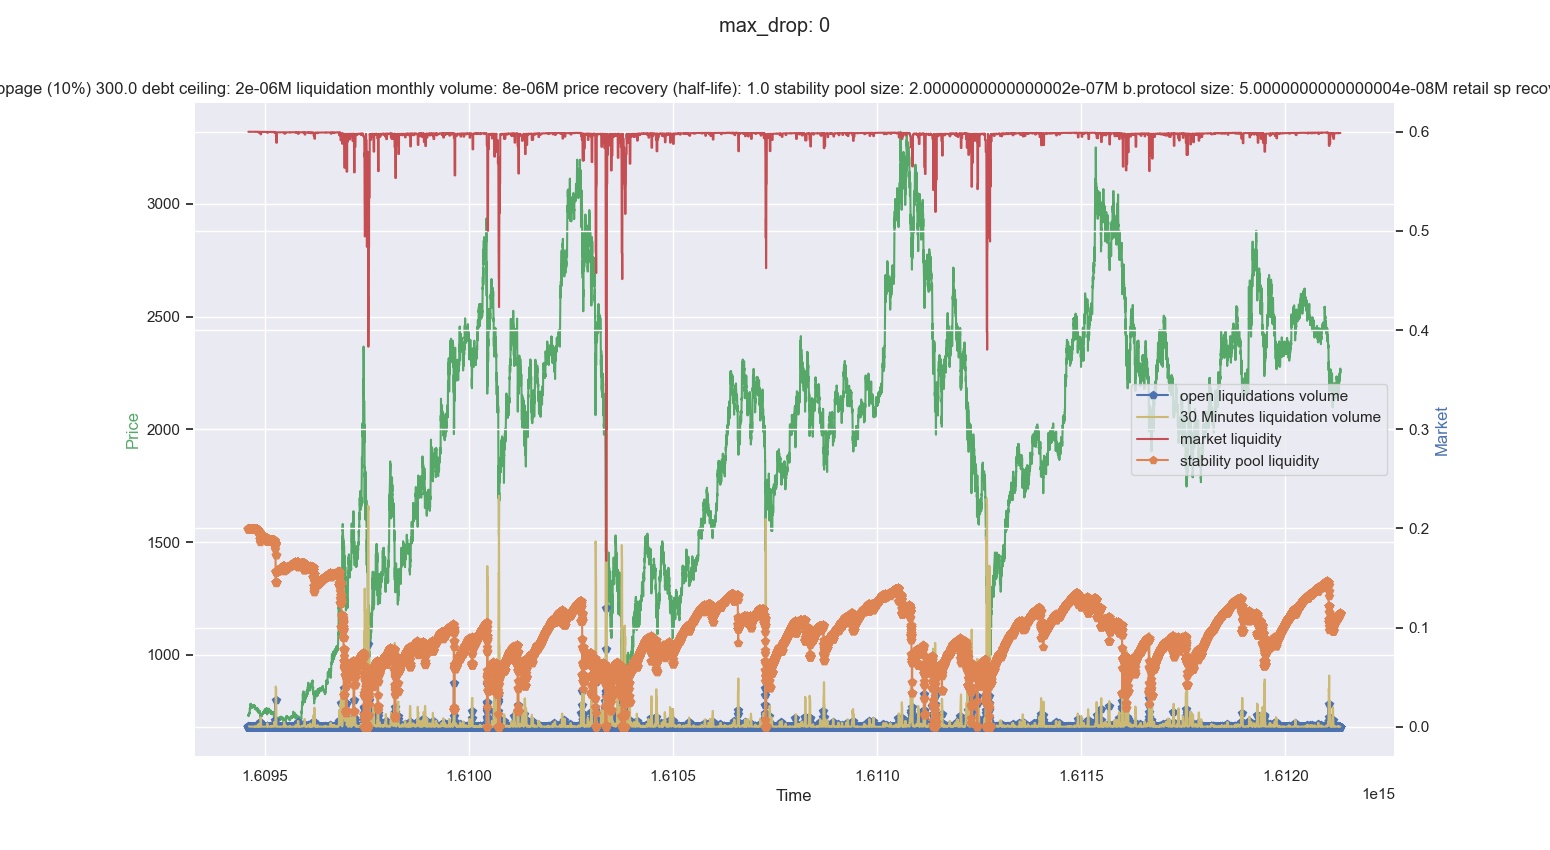 max_drop: 0
opage (10%) 300.0 debt ceiling: 2e-06M liquidation monthly volume: 8e-06M price recovery (half-life): 1.0 stability pool size: 2.0000000000000002e-07M b.protocol size: 5.0000000000000004e-08M retail sp recov
3000
2500
2000
1500
1000
Price
0.6
0.5
0.4
0.3
0.2
0.1
0.0
Market
open liquidations volume
30 Minutes liquidation volume
market liquidity
stability pool liquidity
1.6095 1.6100 1.6105 1.6110 1.6115 1.6120
Time
1e15